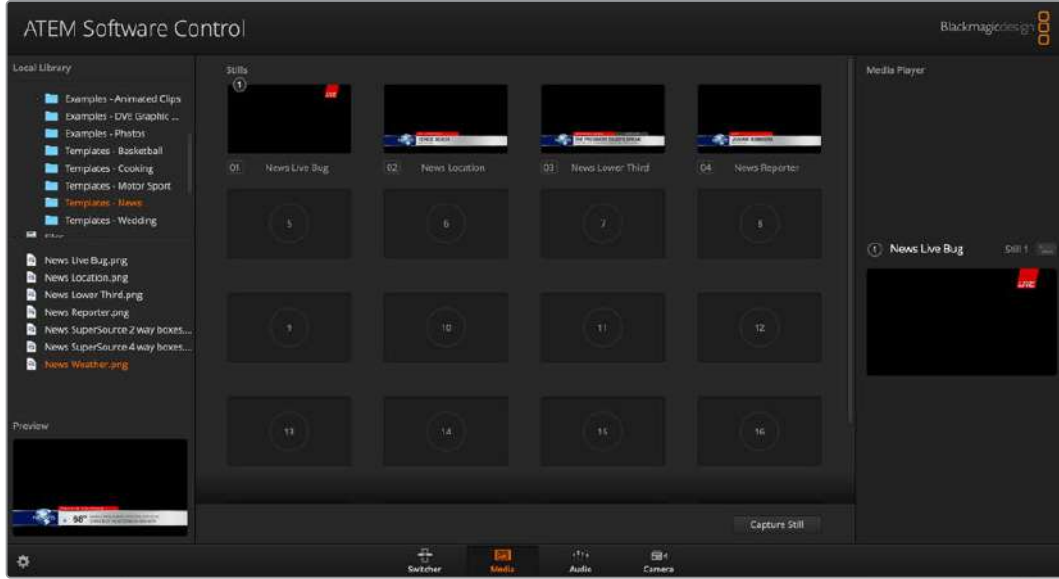 ATEM Software Control
Blackmagicdesign
Local Library
Examples - Animated Clips
Examples - DVE Graphic ...
Examples - Photos
Templates - Basketball
Templates - Cooking
Templates - Motor Sport
Templates - News
Templates - Wedding
News Live Bug.png
News Location.png
News Lower Third.png
News Reporter.png
News SuperSource 2 way boxes...
News SuperSource 4 way boxes...
News Weather.png
Preview
98°
Stills
1
LIVE
VENICE BEACH
01 News Live Bug
02 News Location
03 News Lower Third
04 News Reporter
5
6
7
8
9
10
11
12
13
14
15
16
Capture Still
Media Player
1 News Live Bug Still 1
LIVE
Switcher
Media
Audio
Camera